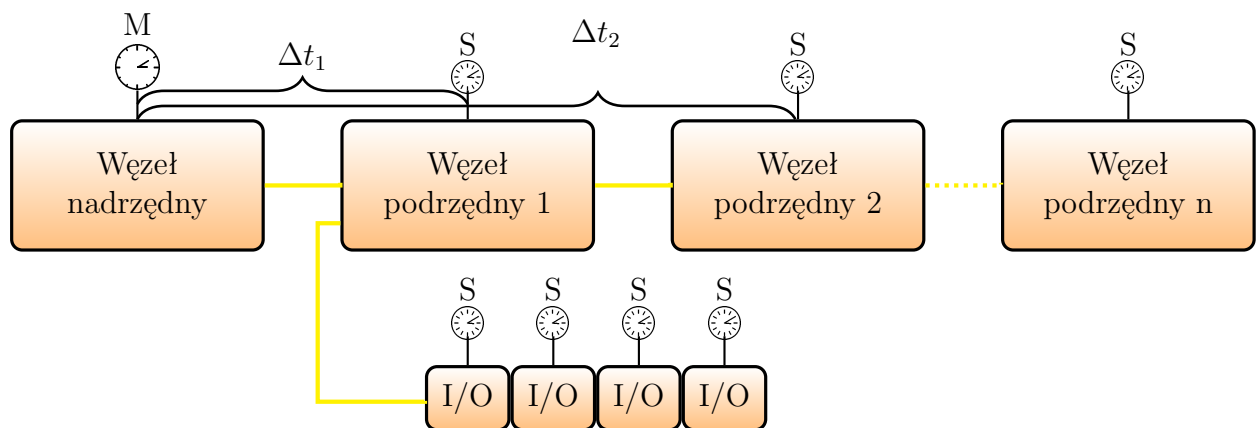 M
Δt₁
S
Δt₂
S
S
Węzeł
nadrzędny
Węzeł
podrzędny 1
Węzeł
podrzędny 2
Węzeł
podrzędny n
S
S
S
S
I/O
I/O
I/O
I/O